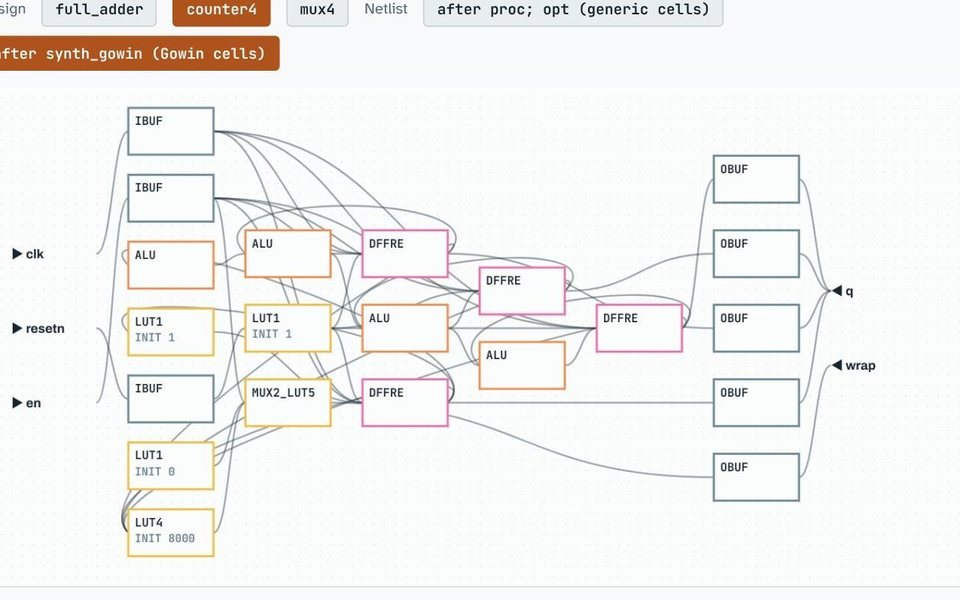 full_adder counter4 mux4 Netlist after proc; opt (generic cells)
after synth_gowin (Gowin cells)
IBUF
IBUF
OBUF
clk
ALU
ALU
DFFRE
OBUF
DFFRE
q
resetn
LUT1
INIT 1
LUT1
INIT 1
ALU
DFFRE
OBUF
ALU
wrap
en
IBUF
MUX2_LUT5
DFFRE
OBUF
LUT1
INIT 0
OBUF
LUT4
INIT 8000